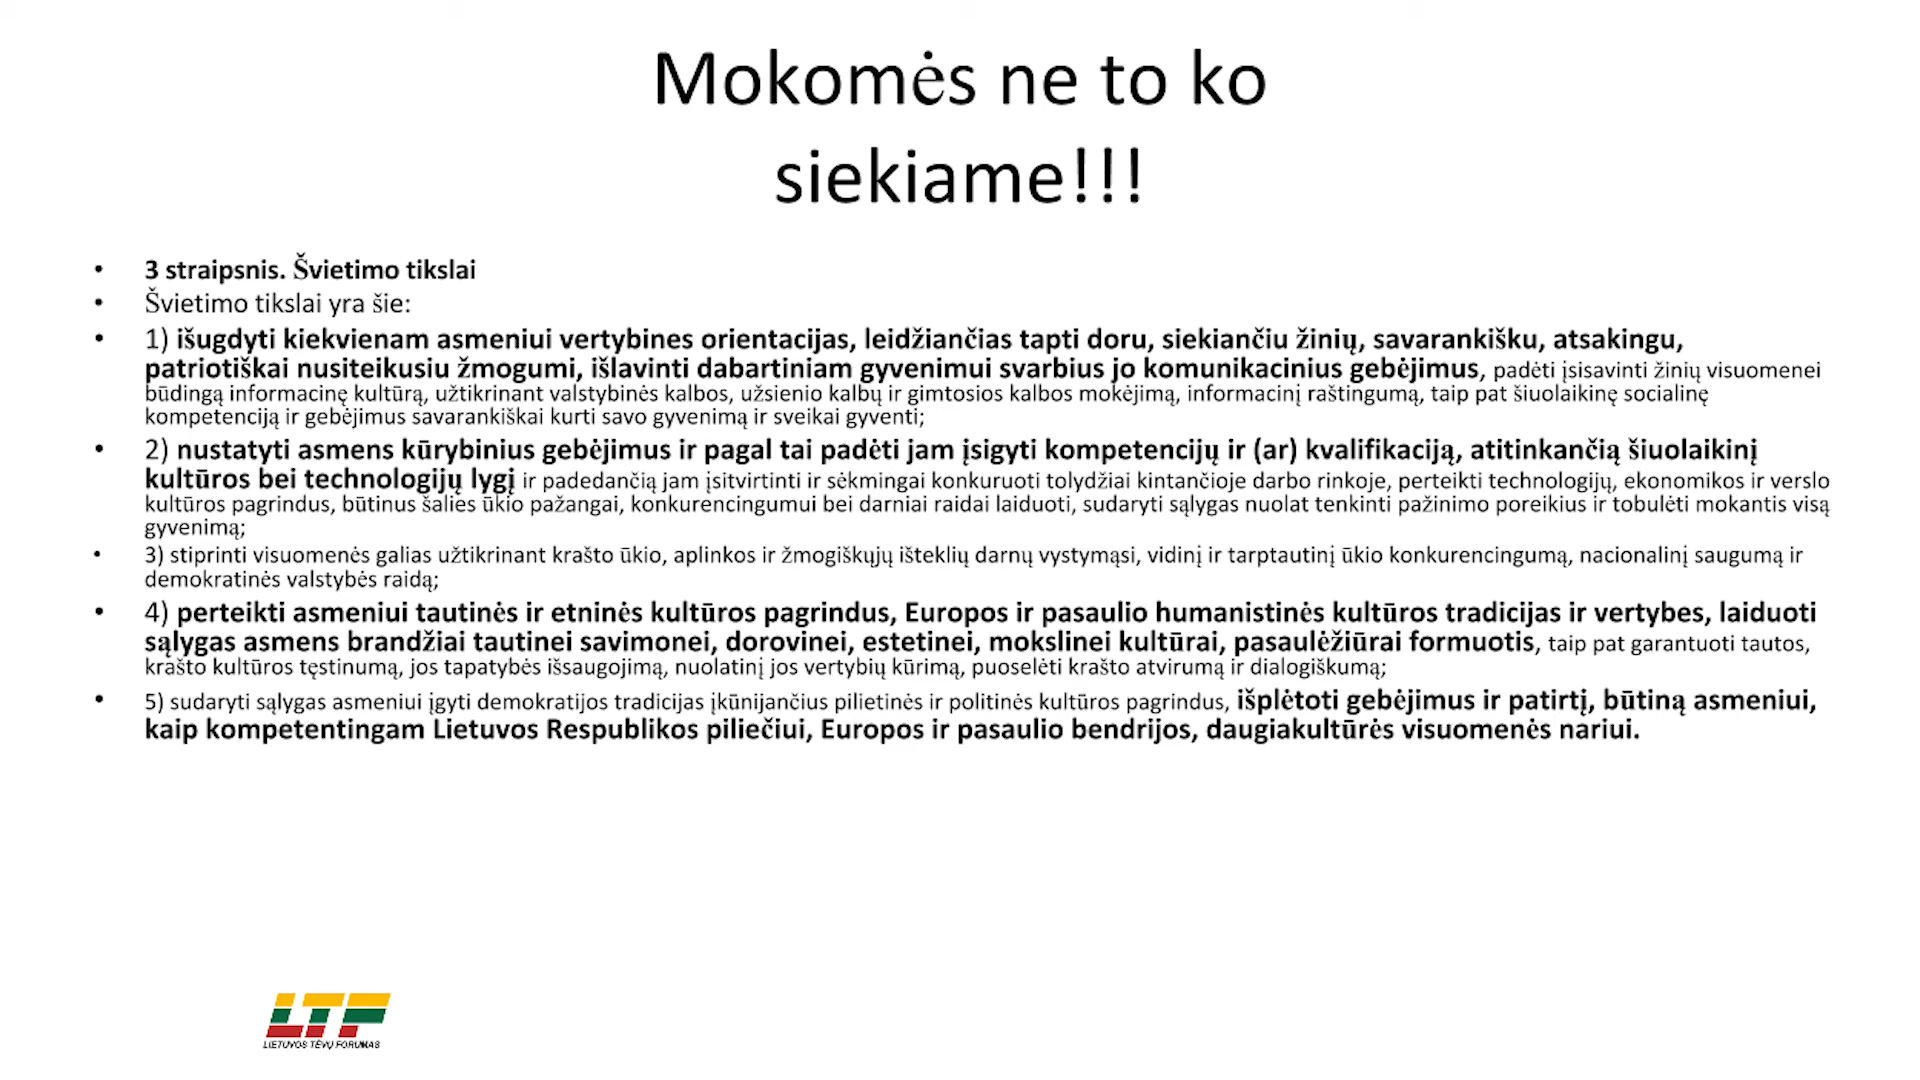 Mokomės ne to ko
siekiame!!!
• 3 straipsnis. Švietimo tikslai
• Švietimo tikslai yra šie:
• 1) išugdyti kiekvienam asmeniui vertybines orientacijas, leidžiančias tapti doru, siekiančiu žinių, savarankišku, atsakingu,
patriotiškai nusiteikusiu žmogumi, išlavinti dabartiniam gyvenimui svarbius jo komunikacinius gebėjimus, padėti įsisavinti žinių visuomenei
būdingą informacinę kultūrą, užtikrinant valstybinės kalbos, užsienio kalbų ir gimtosios kalbos mokėjimą, informacinį raštingumą, taip pat šiuolaikinę socialinę
kompetenciją ir gebėjimus savarankiškai kurti savo gyvenimą ir sveikai gyventi;
• 2) nustatyti asmens kūrybinius gebėjimus ir pagal tai padėti jam įsigyti kompetencijų ir (ar) kvalifikaciją, atitinkančią šiuolaikinį
kultūros bei technologijų lygį ir padedančią jam įsitvirtinti ir sėkmingai konkuruoti tolydžiai kintančioje darbo rinkoje, perteikti technologijų, ekonomikos ir verslo
kultūros pagrindus, būtinus šalies ūkio pažangai, konkurencingumui bei darniai raidai laiduoti, sudaryti sąlygas nuolat tenkinti pažinimo poreikius ir tobulėti mokantis visą
gyvenimą;
• 3) stiprinti visuomenės galias užtikrinant krašto ūkio, aplinkos ir žmogiškųjų išteklių darnų vystymąsi, vidinį ir tarptautinį ūkio konkurencingumą, nacionalinį saugumą ir
demokratinės valstybės raidą;
• 4) perteikti asmeniui tautinės ir etninės kultūros pagrindus, Europos ir pasaulio humanistinės kultūros tradicijas ir vertybes, laiduoti
sąlygas asmens brandžiai tautinei savimonei, dorovinei, estetinei, mokslinei kultūrai, pasaulėžiūrai formuotis, taip pat garantuoti tautos,
krašto kultūros tęstinumą, jos tapatybės išsaugojimą, nuolatinį jos vertybių kūrimą, puoselėti krašto atvirumą ir dialogiškumą;
• 5) sudaryti sąlygas asmeniui įgyti demokratijos tradicijas įkūnijančius pilietinės ir politinės kultūros pagrindus, išplėtoti gebėjimus ir patirtį, būtiną asmeniui,
kaip kompetentingam Lietuvos Respublikos piliečiui, Europos ir pasaulio bendrijos, daugiakultūrės visuomenės nariui.
LTF
LIETUVOS TĖVŲ FORUMAS